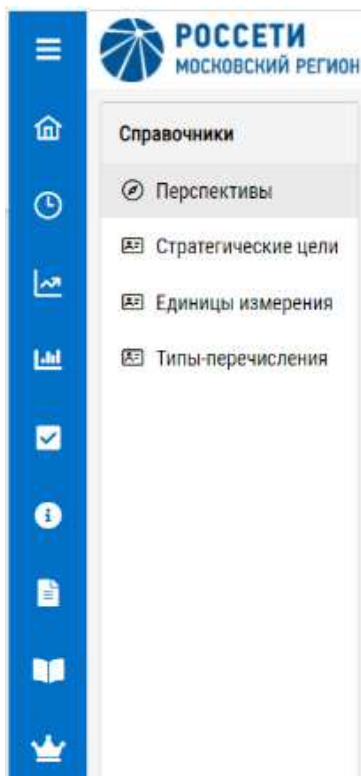 РОССЕТИ
МОСКОВСКИЙ РЕГИОН
Справочники
Перспективы
Стратегические цели
Единицы измерения
Типы-перечисления